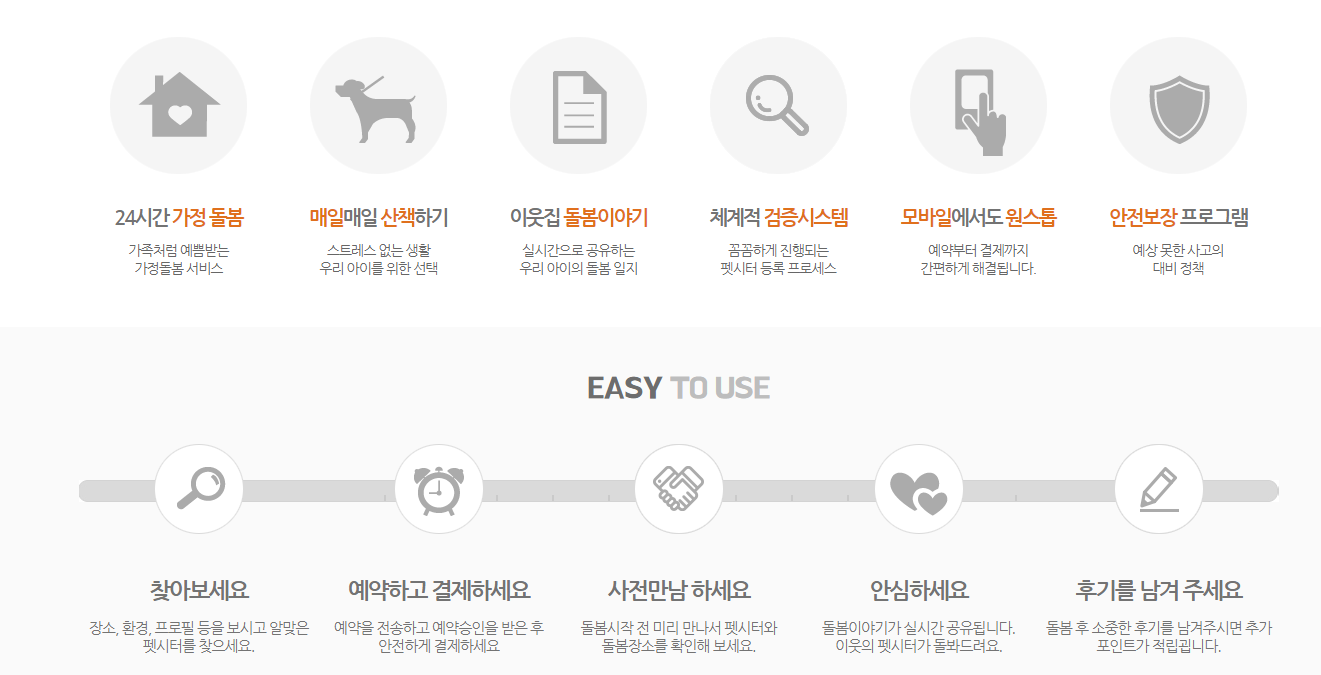 24시간 가정 돌봄
가족처럼 예쁨받는
가정돌봄 서비스
매일매일 산책하기
스트레스 없는 생활
우리 아이를 위한 선택
이웃집 돌봄이야기
실시간으로 공유하는
우리 아이의 돌봄 일지
체계적 검증시스템
꼼꼼하게 진행되는
펫시터 등록 프로세스
모바일에서도 원스톱
예약부터 결제까지
간편하게 해결됩니다.
안전보장 프로그램
예상 못한 사고의
대비 정책
EASY TO USE
찾아보세요
장소, 환경, 프로필 등을 보시고 알맞은
펫시터를 찾으세요.
예약하고 결제하세요
예약을 전송하고 예약승인을 받은 후
안전하게 결제하세요
사전만남 하세요
돌봄시작 전 미리 만나서 펫시터와
돌봄장소를 확인해 보세요.
안심하세요
돌봄이야기가 실시간 공유됩니다.
이웃의 펫시터가 돌봐드려요.
후기를 남겨 주세요
돌봄 후 소중한 후기를 남겨주시면 추가
포인트가 적립됩니다.